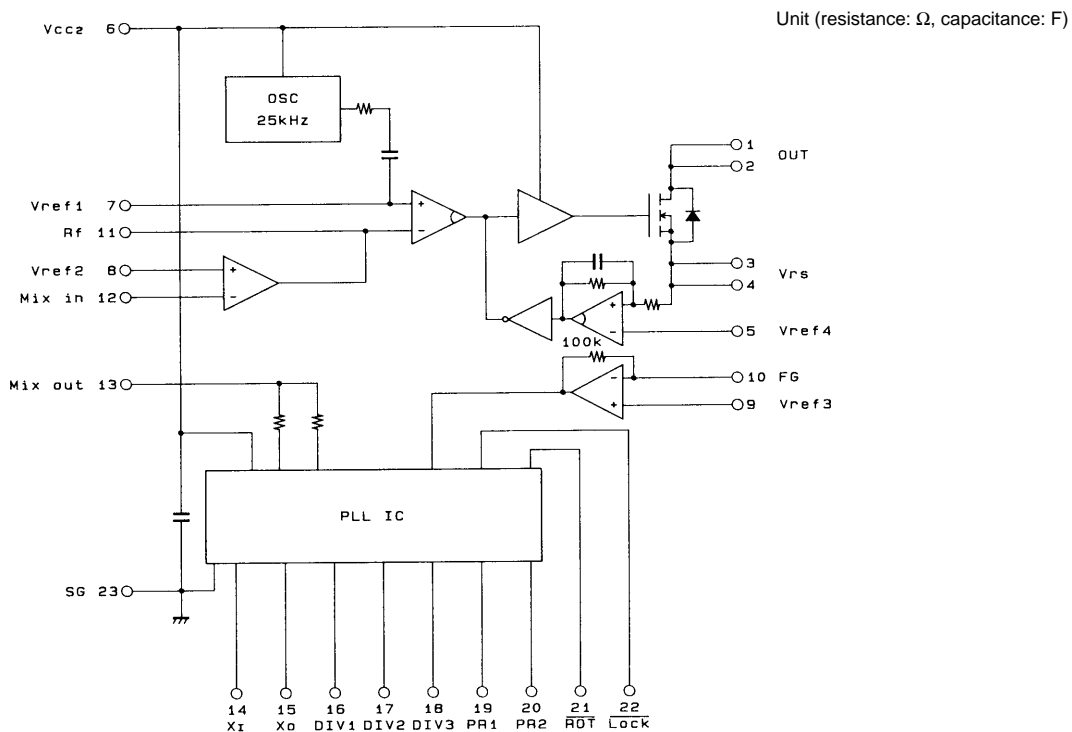 Unit (resistance: Ω, capacitance: F)
Vcc2 6
OSC
25kHz
1
2
OUT
Vref1 7
+
Rf 11
-
Vref2 8
+
Mix in 12
-
3
4
Vrs
+
-
5 Vref4
100k
Mix out 13
-
10 FG
+
9 Vref3
PLL IC
SG 23
14 15 16 17 18 19 20 21 22
XI XO DIV1 DIV2 DIV3 PR1 PR2 ROT Lock